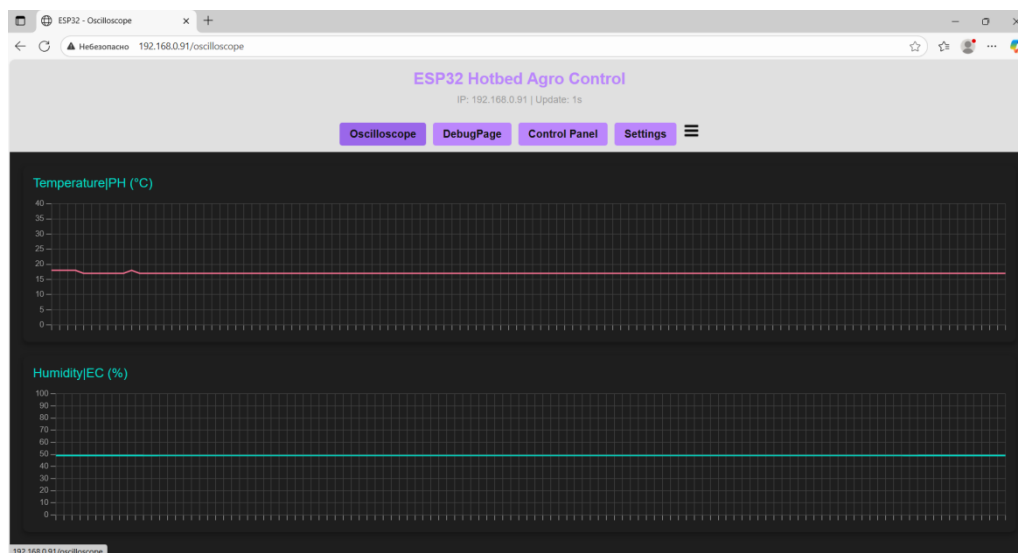 ESP32 - Oscilloscope
Небезопасно 192.168.0.91/oscilloscope
ESP32 Hotbed Agro Control
IP: 192.168.0.91 | Update: 1s
Oscilloscope DebugPage Control Panel Settings
Temperature|PH (°C)
40
35
30
25
20
15
10
5
0
Humidity|EC (%)
100
90
80
70
60
50
40
30
20
10
0
192.168.0.91/oscilloscope